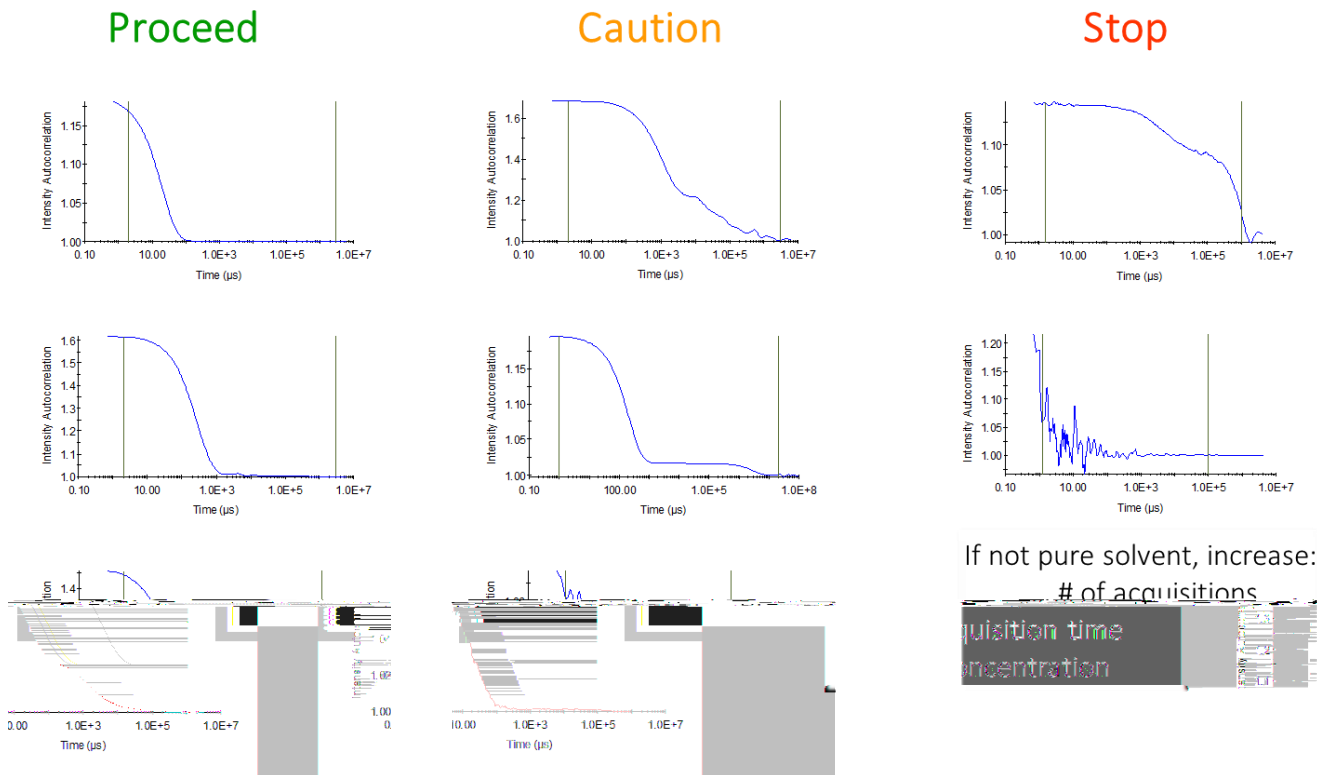 Proceed
Caution
Stop
Intensity Autocorrelation
1.15
1.10
1.05
1.00
0.10 10.00 1.0E+3 1.0E+5 1.0E+7
Time (µs)
Intensity Autocorrelation
1.6
1.4
1.2
1.0
0.10 10.00 1.0E+3 1.0E+5 1.0E+7
Time (µs)
Intensity Autocorrelation
1.10
1.05
1.00
0.10 10.00 1.0E+3 1.0E+5 1.0E+7
Time (µs)
Intensity Autocorrelation
1.6
1.5
1.4
1.3
1.2
1.1
1.0
0.10 10.00 1.0E+3 1.0E+5 1.0E+7
Time (µs)
Intensity Autocorrelation
1.15
1.10
1.05
1.00
0.10 100.00 1.0E+5 1.0E+8
Time (µs)
Intensity Autocorrelation
1.20
1.15
1.10
1.05
1.00
0.10 10.00 1.0E+3 1.0E+5 1.0E+7
Time (µs)
1.4
1.0E+3 1.0E+5 1.0E+7
Time (µs)
1.00
1.0E+3 1.0E+5 1.0E+7
Time (µs)
If not pure solvent, increase:
# of acquisitions
time